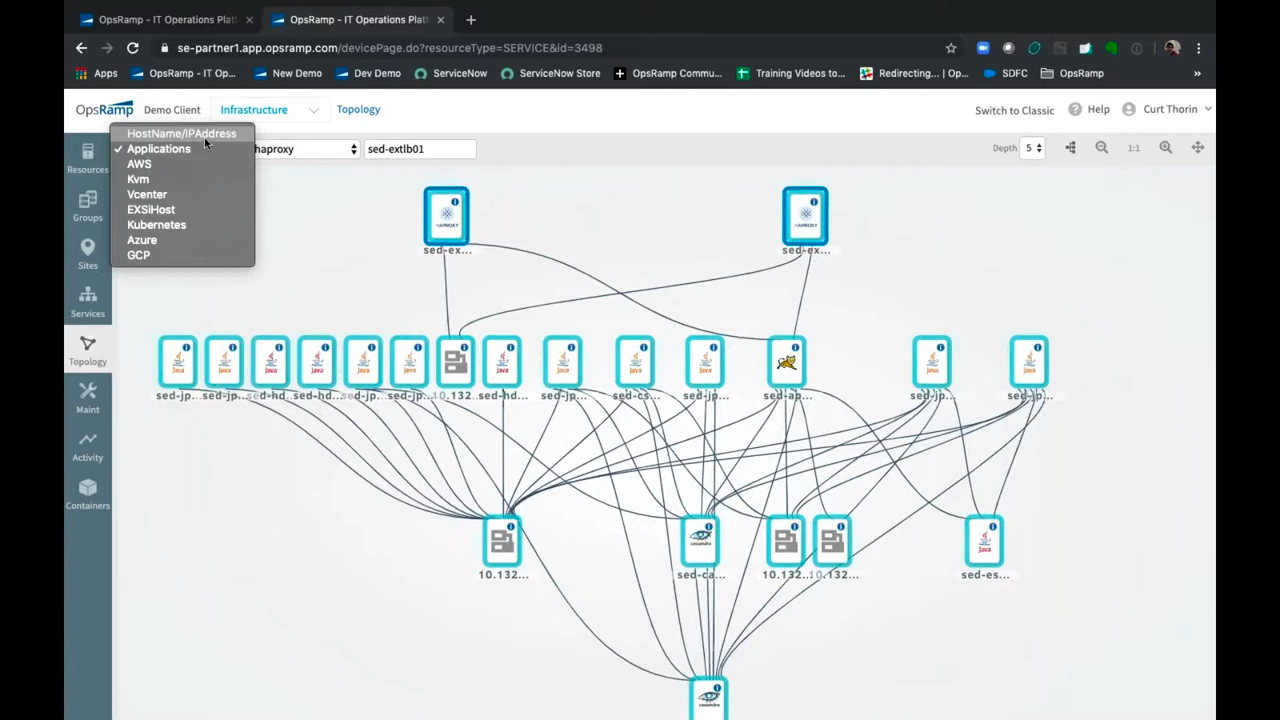 OpsRamp - IT Operations Platf
OpsRamp - IT Operations Platf
se-partner1.app.opsramp.com/devicePage.do?resourceType=SERVICE&id=3498
Apps
OpsRamp - IT Op...
New Demo
Dev Demo
ServiceNow
ServiceNow Store
OpsRamp Commu...
Training Videos to...
Redirecting... | Op...
SDFC
OpsRamp
»
OpsRamp
Demo Client
Infrastructure
Topology
Switch to Classic
Help
Curt Thorin
HostName/IPAddress
Applications
AWS
Kvm
Vcenter
EXSiHost
Kubernetes
Azure
GCP
haproxy
sed-extlb01
Depth
5
1:1
Resources
Groups
Sites
Services
Topology
Maint
Activity
Containers
HAPROXY
HAPROXY
sed-ex...
sed-ex...
sed-jp...
sed-jp...
sed-hd...
sed-hd...
sed-jp...
sed-jp...
10.132...
sed-hd...
sed-jp...
sed-cs...
sed-jp...
sed-ap...
sed-jp...
sed-jp...
10.132...
sed-ca...
10.132...
10.132...
sed-es...